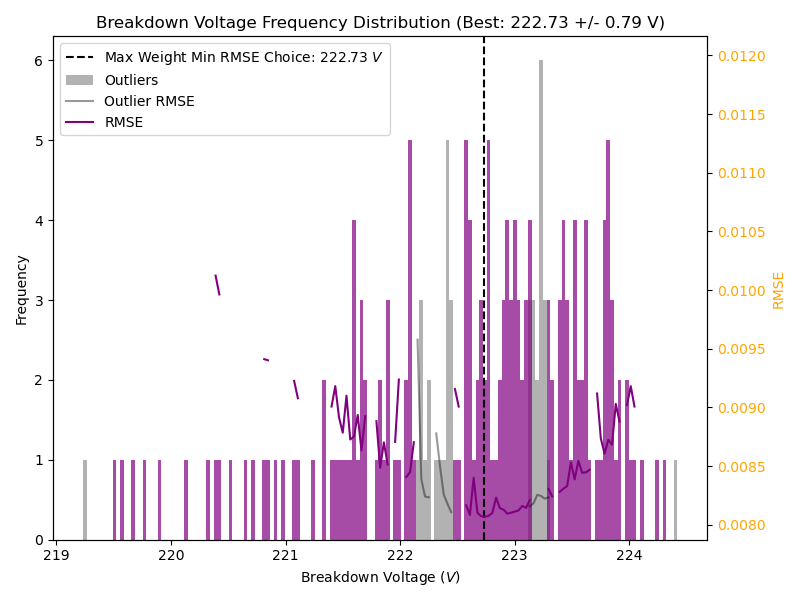 Breakdown Voltage Frequency Distribution (Best: 222.73 +/- 0.79 V)
Max Weight Min RMSE Choice: 222.73 V
Outliers
Outlier RMSE
RMSE
Frequency
6
5
4
3
2
1
0
219
220
221
222
223
224
Breakdown Voltage (V)
0.0120
0.0115
0.0110
0.0105
0.0100
0.0095
0.0090
0.0085
0.0080
RMSE